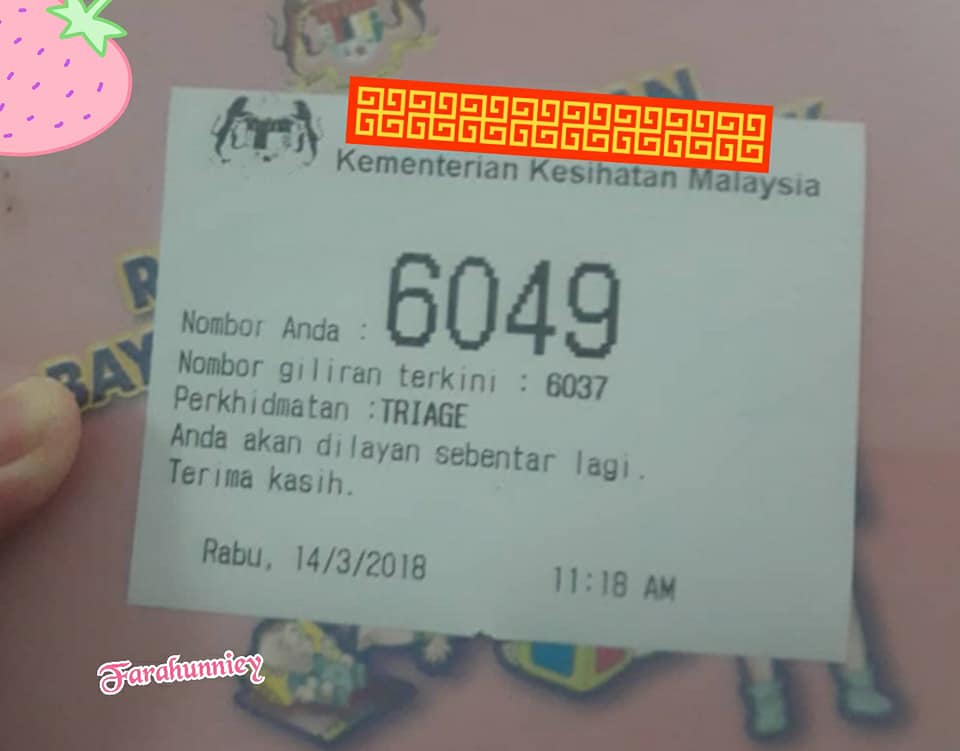 Kementerian Kesihatan Malaysia
Nombor Anda : 6049
Nombor giliran terkini : 6037
Perkhidmatan :TRIAGE
Anda akan dilayan sebentar lagi.
Terima kasih.
Rabu, 14/3/2018 11:18 AM
Farahunniey